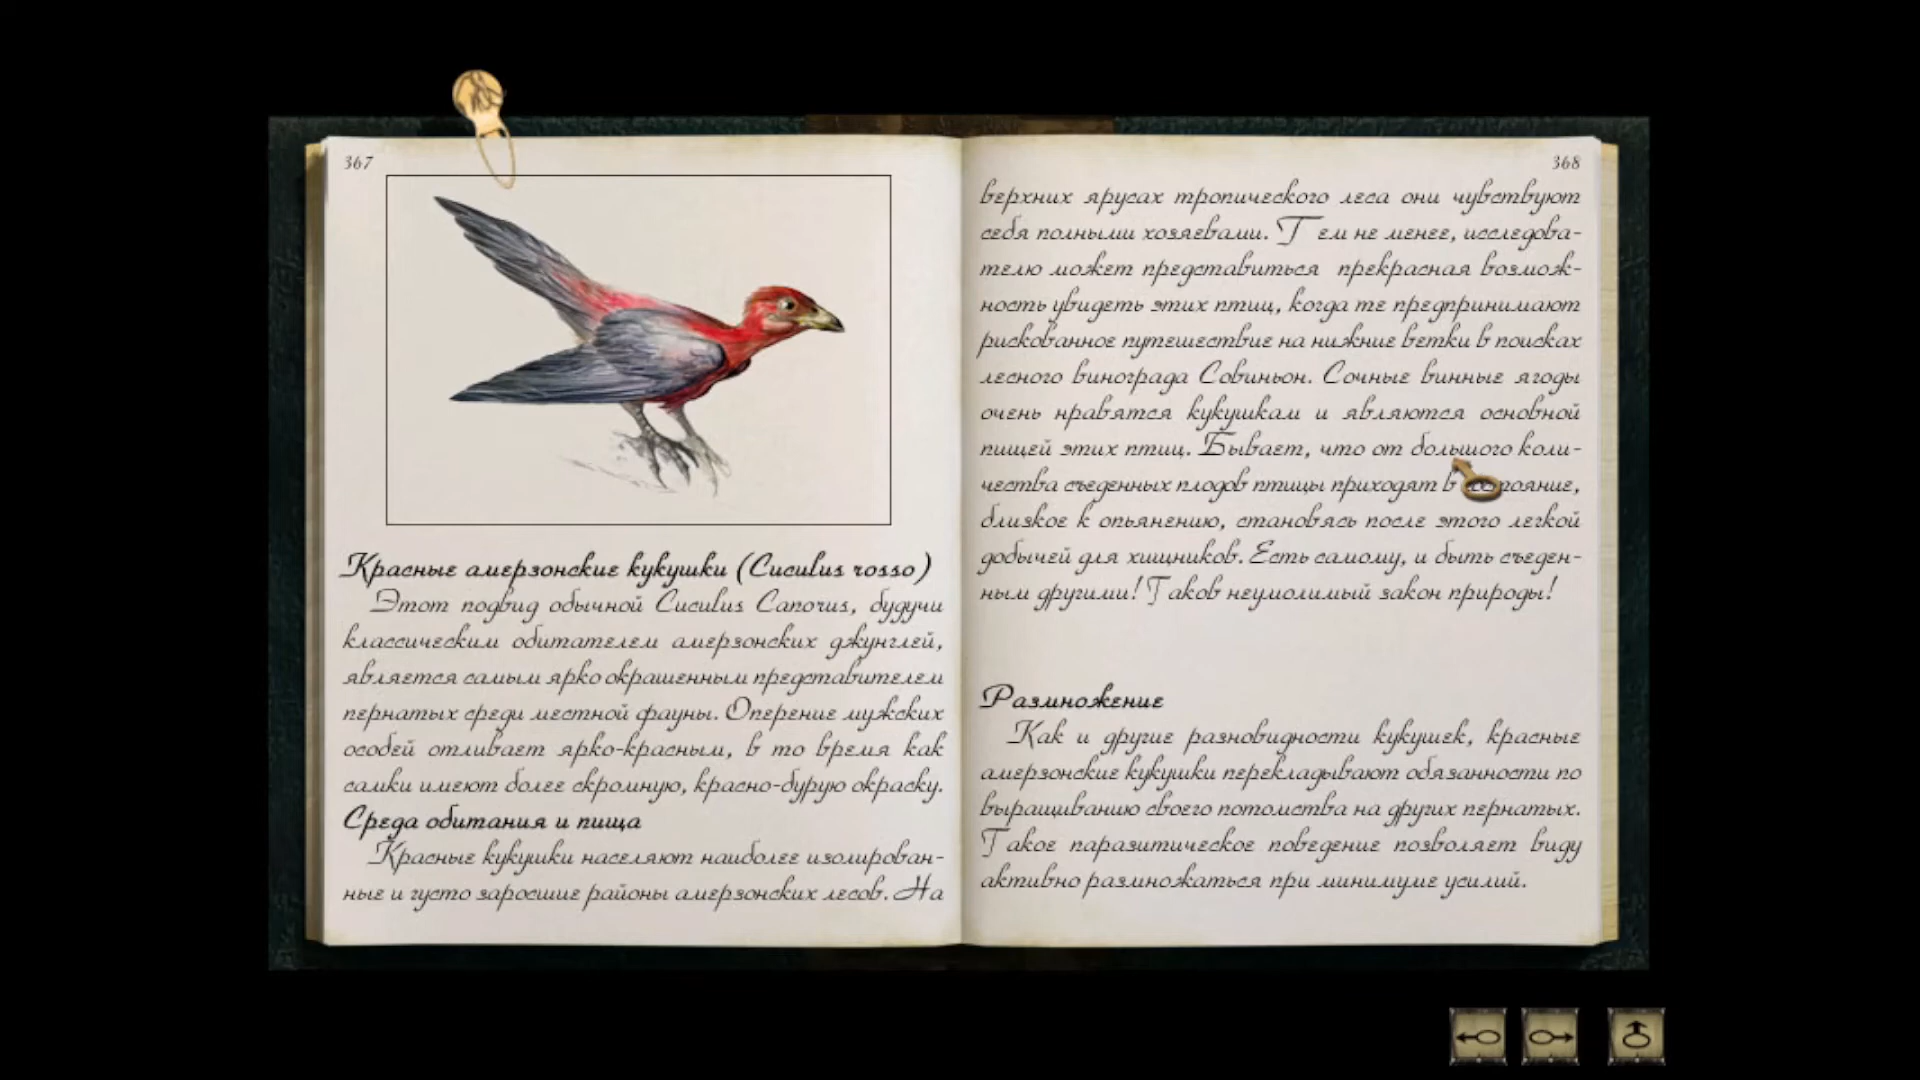 367
Красные амерзонские кукушки (Cuculus rosso)
Этот подвид обычной Cuculus Canorus, будучи
классическим обитателем амерзонских джунглей,
является самым ярко окрашенным представителем
пернатых среди местной фауны. Оперение мужских
особей отливает ярко-красным, в то время как
самки имеют более скромную, красно-бурую окраску.
Среда обитания и пища
Красные кукушки населяют наиболее изолирован-
ные и густо заросшие районы амерзонских лесов. На
368
верхних ярусах тропического леса они чувствуют
себя полными хозяевами. Т ем не менее, исследова-
телю может представиться прекрасная возмож-
ность увидеть этих птиц, когда те предпринимают
рискованное путешествие на нижние ветки в поисках
лесного винограда Совиньон. Сочные винные ягоды
очень нравятся кукушкам и являются основной
пищей этих птиц. Бывает, что от большого коли-
чества съеденных плодов птицы приходят в состояние,
близкое к опьянению, становясь после этого легкой
добычей для хищников. Есть самому, и быть съеден-
ным другими! Таков неумолимый закон природы!
Размножение
Как и другие разновидности кукушек, красные
амерзонские кукушки перекладывают обязанности по
выращиванию своего потомства на других пернатых.
Такое паразитическое поведение позволяет виду
активно размножаться при минимуме усилий.